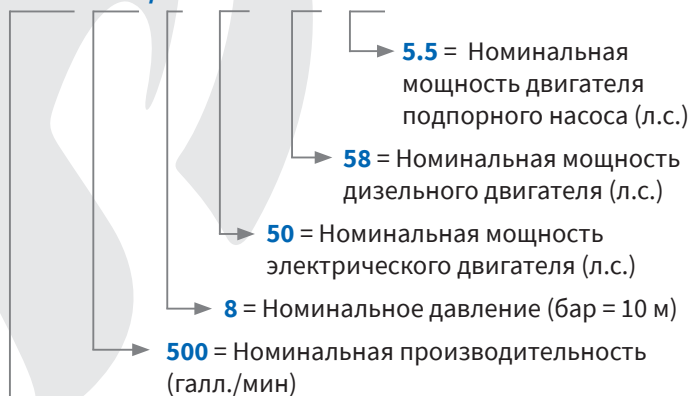 5.5 = Номинальная
мощность двигателя
подпорного насоса (л.с.)
58 = Номинальная мощность
дизельного двигателя (л.с.)
50 = Номинальная мощность
электрического двигателя (л.с.)
8 = Номинальное давление (бар = 10 м)
500 = Номинальная производительность
(галл./мин)